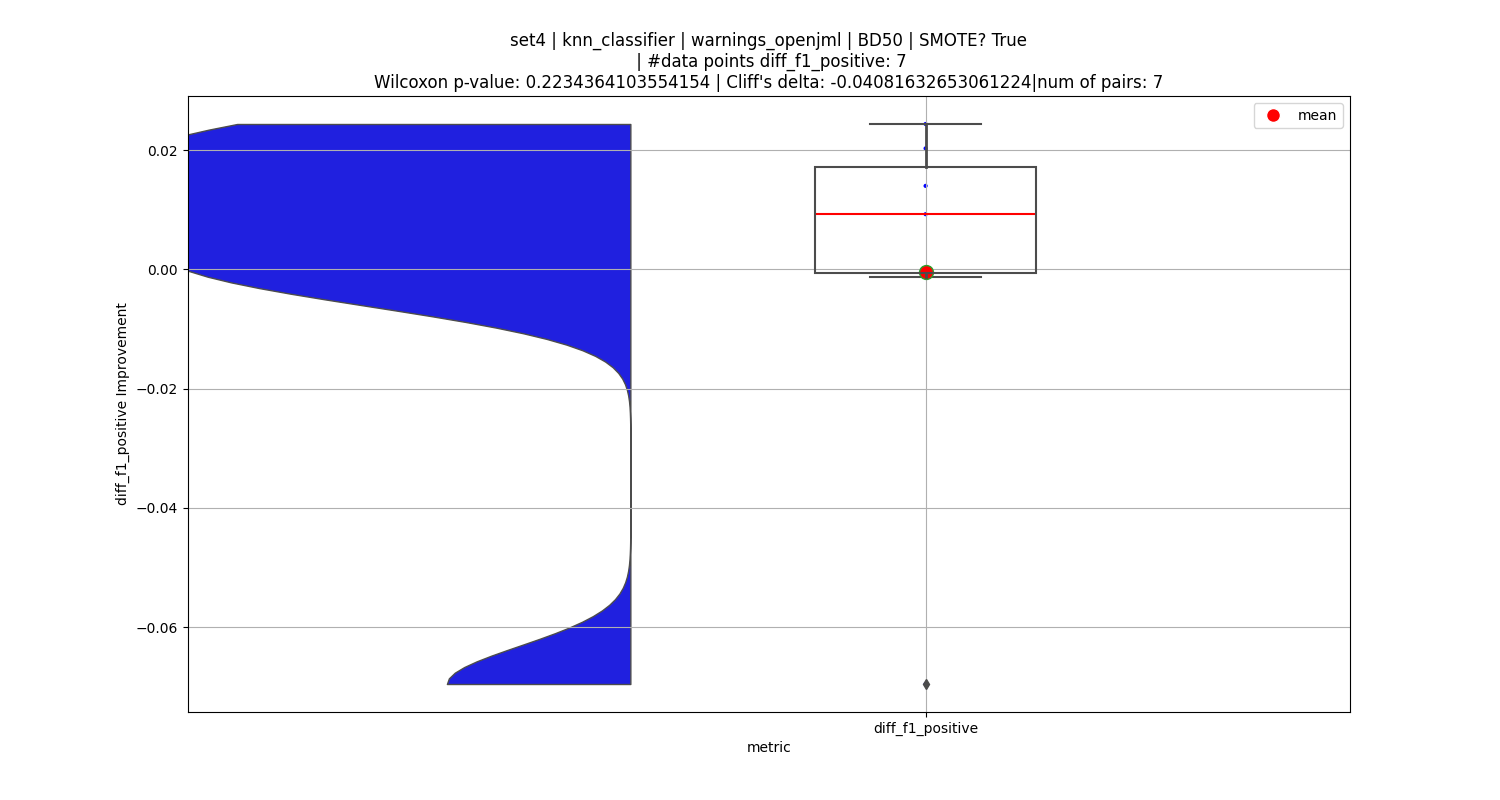 set4 | knn_classifier | warnings_openjml | BD50 | SMOTE? True
| #data points diff_f1_positive: 7
Wilcoxon p-value: 0.2234364103554154 | Cliff's delta: -0.04081632653061224|num of pairs: 7
mean
0.02
0.00
−0.02
−0.04
−0.06
diff_f1_positive Improvement
diff_f1_positive
metric